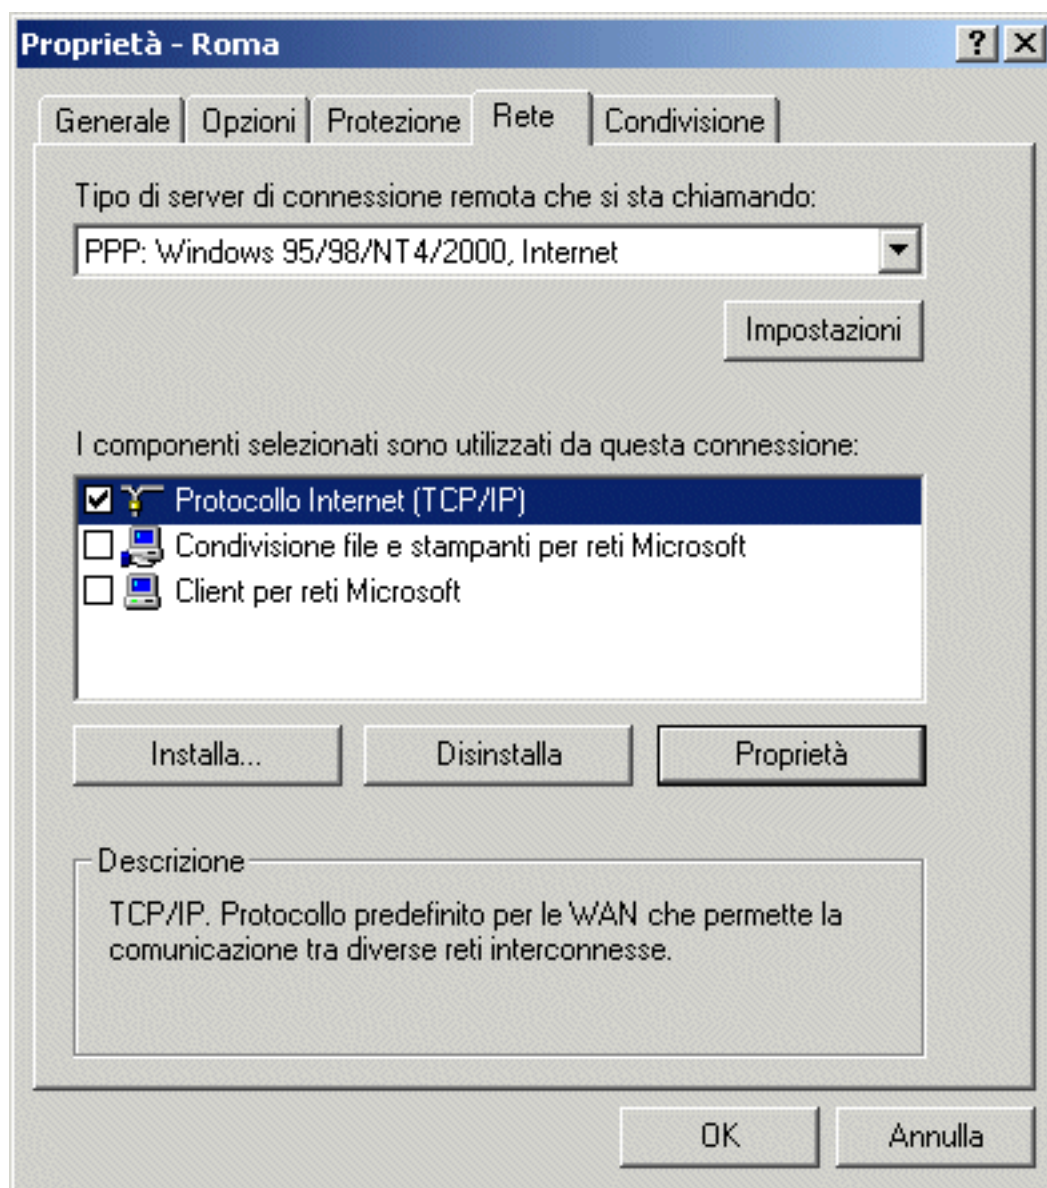 Proprietà - Roma
Generale Opzioni Protezione Rete Condivisione
Tipo di server di connessione remota che si sta chiamando:
PPP: Windows 95/98/NT4/2000, Internet
Impostazioni
I componenti selezionati sono utilizzati da questa connessione:
Protocollo Internet (TCP/IP)
Condivisione file e stampanti per reti Microsoft
Client per reti Microsoft
Installa... Disinstalla Proprietà
Descrizione
TCP/IP. Protocollo predefinito per le WAN che permette la
comunicazione tra diverse reti interconnesse.
OK Annulla